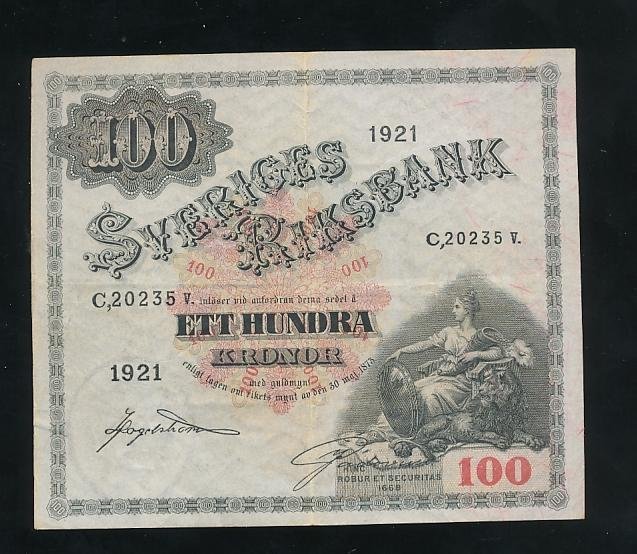 100
1921
SVERIGES
RIKSBANK
C,20235 V.
100 100
C,20235 V. inlöser vid anfordran denna sedel å
ETT HUNDRA
KRONOR
1921
med guldmynt
enligt lagen om rikets mynt av den 30 maj 1873
HINC
ROBUR ET SECURITAS
1668
100